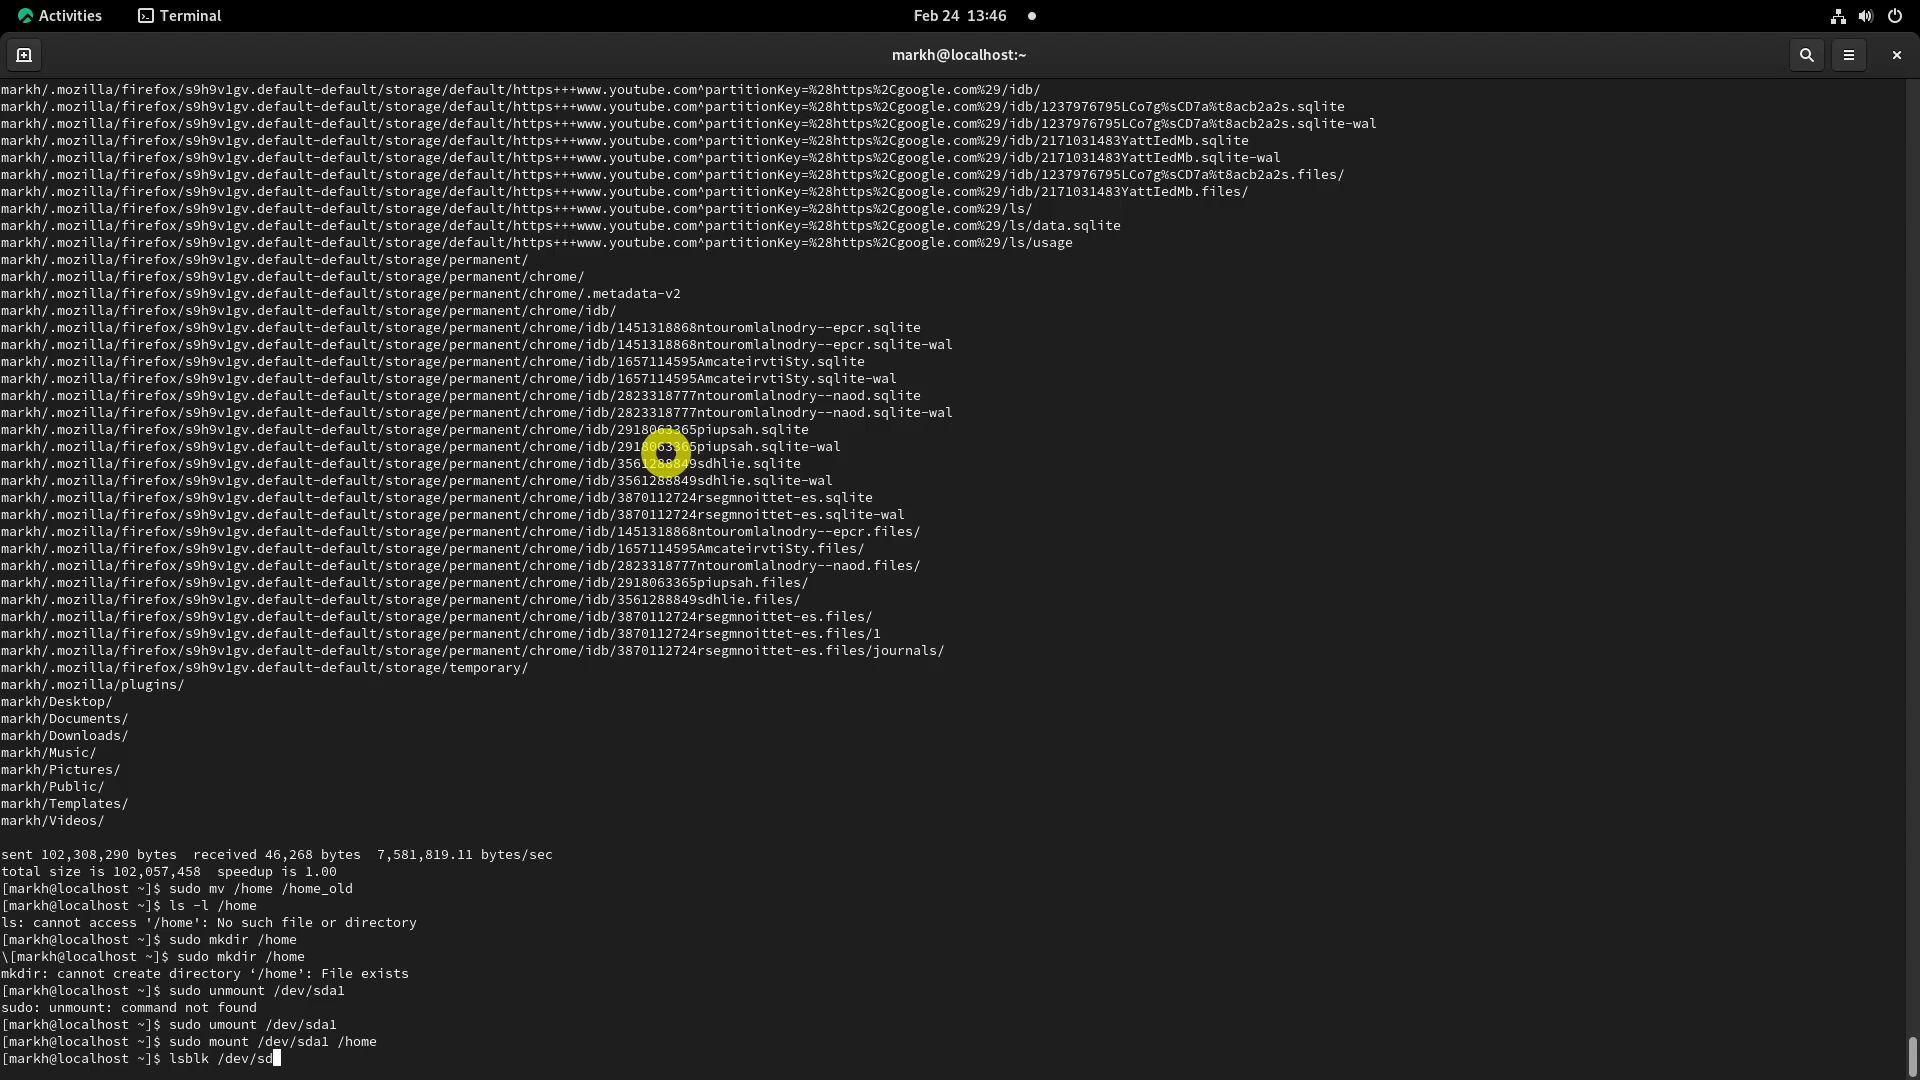 Activities Terminal Feb 24 13:46
markh@localhost:~
markh/.mozilla/firefox/s9h9v1gv.default-default/storage/default/https+++www.youtube.com^partitionKey=%28https%2Cgoogle.com%29/idb/
markh/.mozilla/firefox/s9h9v1gv.default-default/storage/default/https+++www.youtube.com^partitionKey=%28https%2Cgoogle.com%29/idb/1237976795LCo7g%sCD7a%t8acb2a2s.sqlite
markh/.mozilla/firefox/s9h9v1gv.default-default/storage/default/https+++www.youtube.com^partitionKey=%28https%2Cgoogle.com%29/idb/1237976795LCo7g%sCD7a%t8acb2a2s.sqlite-wal
markh/.mozilla/firefox/s9h9v1gv.default-default/storage/default/https+++www.youtube.com^partitionKey=%28https%2Cgoogle.com%29/idb/2171031483YattIedMb.sqlite
markh/.mozilla/firefox/s9h9v1gv.default-default/storage/default/https+++www.youtube.com^partitionKey=%28https%2Cgoogle.com%29/idb/2171031483YattIedMb.sqlite-wal
markh/.mozilla/firefox/s9h9v1gv.default-default/storage/default/https+++www.youtube.com^partitionKey=%28https%2Cgoogle.com%29/idb/1237976795LCo7g%sCD7a%t8acb2a2s.files/
markh/.mozilla/firefox/s9h9v1gv.default-default/storage/default/https+++www.youtube.com^partitionKey=%28https%2Cgoogle.com%29/idb/2171031483YattIedMb.files/
markh/.mozilla/firefox/s9h9v1gv.default-default/storage/default/https+++www.youtube.com^partitionKey=%28https%2Cgoogle.com%29/ls/
markh/.mozilla/firefox/s9h9v1gv.default-default/storage/default/https+++www.youtube.com^partitionKey=%28https%2Cgoogle.com%29/ls/data.sqlite
markh/.mozilla/firefox/s9h9v1gv.default-default/storage/default/https+++www.youtube.com^partitionKey=%28https%2Cgoogle.com%29/ls/usage
markh/.mozilla/firefox/s9h9v1gv.default-default/storage/permanent/
markh/.mozilla/firefox/s9h9v1gv.default-default/storage/permanent/chrome/
markh/.mozilla/firefox/s9h9v1gv.default-default/storage/permanent/chrome/.metadata-v2
markh/.mozilla/firefox/s9h9v1gv.default-default/storage/permanent/chrome/idb/
markh/.mozilla/firefox/s9h9v1gv.default-default/storage/permanent/chrome/idb/1451318868ntouromlalnodry--epcr.sqlite
markh/.mozilla/firefox/s9h9v1gv.default-default/storage/permanent/chrome/idb/1451318868ntouromlalnodry--epcr.sqlite-wal
markh/.mozilla/firefox/s9h9v1gv.default-default/storage/permanent/chrome/idb/1657114595AmcateirvtiSty.sqlite
markh/.mozilla/firefox/s9h9v1gv.default-default/storage/permanent/chrome/idb/1657114595AmcateirvtiSty.sqlite-wal
markh/.mozilla/firefox/s9h9v1gv.default-default/storage/permanent/chrome/idb/2823318777ntouromlalnodry--naod.sqlite
markh/.mozilla/firefox/s9h9v1gv.default-default/storage/permanent/chrome/idb/2823318777ntouromlalnodry--naod.sqlite-wal
markh/.mozilla/firefox/s9h9v1gv.default-default/storage/permanent/chrome/idb/2918063365piupsah.sqlite
markh/.mozilla/firefox/s9h9v1gv.default-default/storage/permanent/chrome/idb/2918063365piupsah.sqlite-wal
markh/.mozilla/firefox/s9h9v1gv.default-default/storage/permanent/chrome/idb/3561288849sdhlie.sqlite
markh/.mozilla/firefox/s9h9v1gv.default-default/storage/permanent/chrome/idb/3561288849sdhlie.sqlite-wal
markh/.mozilla/firefox/s9h9v1gv.default-default/storage/permanent/chrome/idb/3870112724rsegmnoittet-es.sqlite
markh/.mozilla/firefox/s9h9v1gv.default-default/storage/permanent/chrome/idb/3870112724rsegmnoittet-es.sqlite-wal
markh/.mozilla/firefox/s9h9v1gv.default-default/storage/permanent/chrome/idb/1451318868ntouromlalnodry--epcr.files/
markh/.mozilla/firefox/s9h9v1gv.default-default/storage/permanent/chrome/idb/1657114595AmcateirvtiSty.files/
markh/.mozilla/firefox/s9h9v1gv.default-default/storage/permanent/chrome/idb/2823318777ntouromlalnodry--naod.files/
markh/.mozilla/firefox/s9h9v1gv.default-default/storage/permanent/chrome/idb/2918063365piupsah.files/
markh/.mozilla/firefox/s9h9v1gv.default-default/storage/permanent/chrome/idb/3561288849sdhlie.files/
markh/.mozilla/firefox/s9h9v1gv.default-default/storage/permanent/chrome/idb/3870112724rsegmnoittet-es.files/
markh/.mozilla/firefox/s9h9v1gv.default-default/storage/permanent/chrome/idb/3870112724rsegmnoittet-es.files/1
markh/.mozilla/firefox/s9h9v1gv.default-default/storage/permanent/chrome/idb/3870112724rsegmnoittet-es.files/journals/
markh/.mozilla/firefox/s9h9v1gv.default-default/storage/temporary/
markh/.mozilla/plugins/
markh/Desktop/
markh/Documents/
markh/Downloads/
markh/Music/
markh/Pictures/
markh/Public/
markh/Templates/
markh/Videos/
sent 102,308,290 bytes  received 46,268 bytes  7,581,819.11 bytes/sec
total size is 102,057,458  speedup is 1.00
[markh@localhost ~]$ sudo mv /home /home_old
[markh@localhost ~]$ ls -l /home
ls: cannot access '/home': No such file or directory
[markh@localhost ~]$ sudo mkdir /home
\[markh@localhost ~]$ sudo mkdir /home
mkdir: cannot create directory ‘/home’: File exists
[markh@localhost ~]$ sudo unmount /dev/sda1
sudo: unmount: command not found
[markh@localhost ~]$ sudo umount /dev/sda1
[markh@localhost ~]$ sudo mount /dev/sda1 /home
[markh@localhost ~]$ lsblk /dev/sd